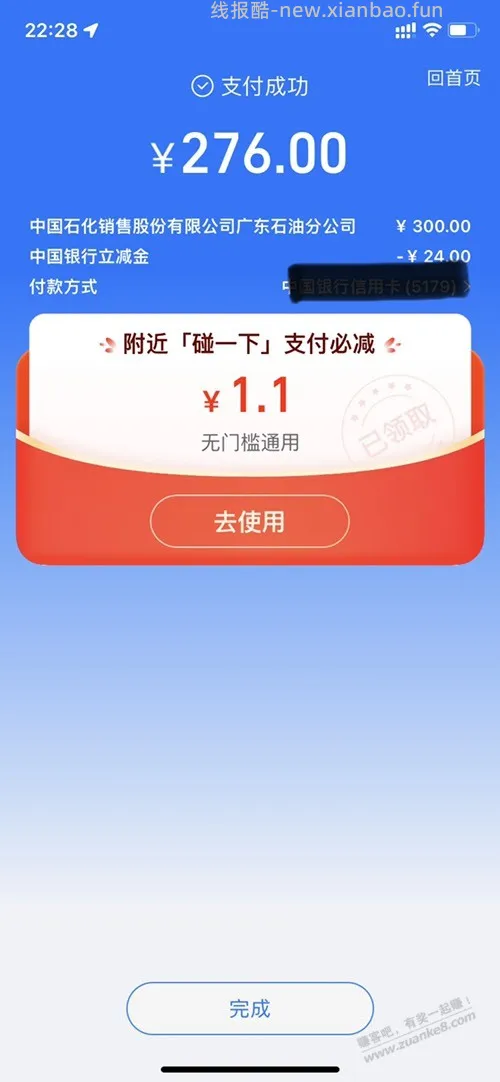 线报酷-new.xianbao.fun
22:28
回首页
支付成功
¥276.00
中国石化销售股份有限公司广东石油分公司 ¥ 300.00
中国银行立减金 -¥ 24.00
付款方式 中国银行信用卡 (5179) >
附近「碰一下」支付必减
¥ 1.1
已领取
无门槛通用
去使用
完成
赚客吧，有奖一起赚！
www.zuanke8.com